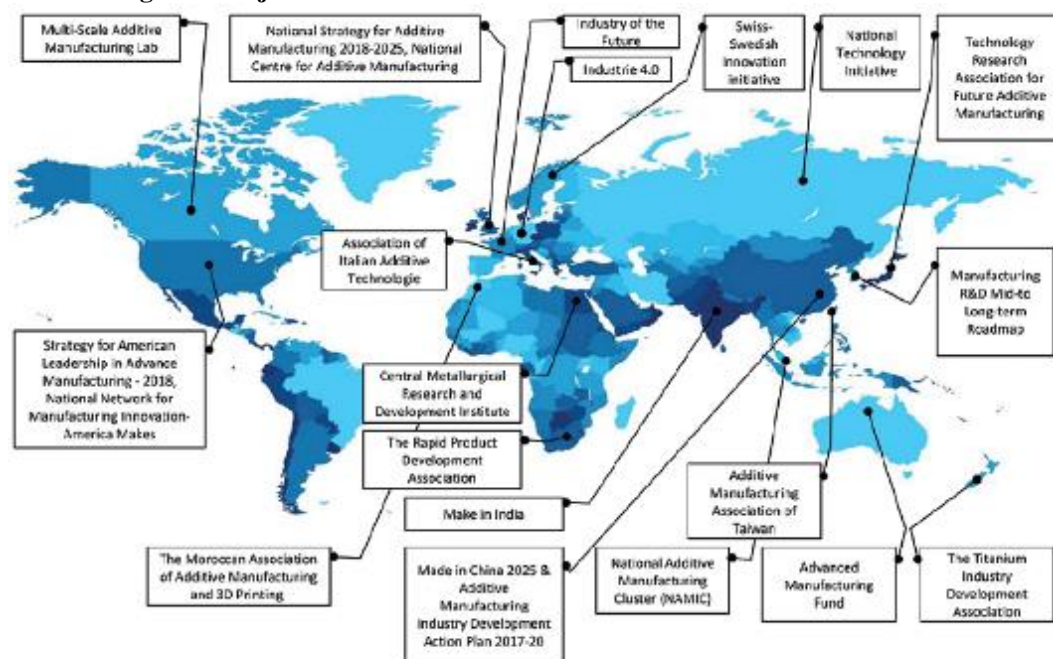 Multi-Scale Additive
Manufacturing Lab
National Strategy for Additive
Manufacturing 2018-2025, National
Centre for Additive Manufacturing
Industry of the
Future
Industrie 4.0
Swiss-
Swedish
Innovation
initiative
National
Technology
Initiative
Technology
Research
Association for
Future Additive
Manufacturing
Association of
Italian Additive
Technologie
Manufacturing
R&D Mid-to
Long-term
Roadmap
Strategy for American
Leadership in Advance
Manufacturing - 2018,
National Network for
Manufacturing Innovation-
America Makes
Central Metallurgical
Research and
Development Institute
The Rapid Product
Development
Association
Make in India
Additive
Manufacturing
Association of
Taiwan
The Moroccan Association
of Additive Manufacturing
and 3D Printing
Made in China 2025 &
Additive
Manufacturing
Industry Development
Action Plan 2017-20
National Additive
Manufacturing
Cluster (NAMIC)
Advanced
Manufacturing
Fund
The Titanium
Industry
Development
Association